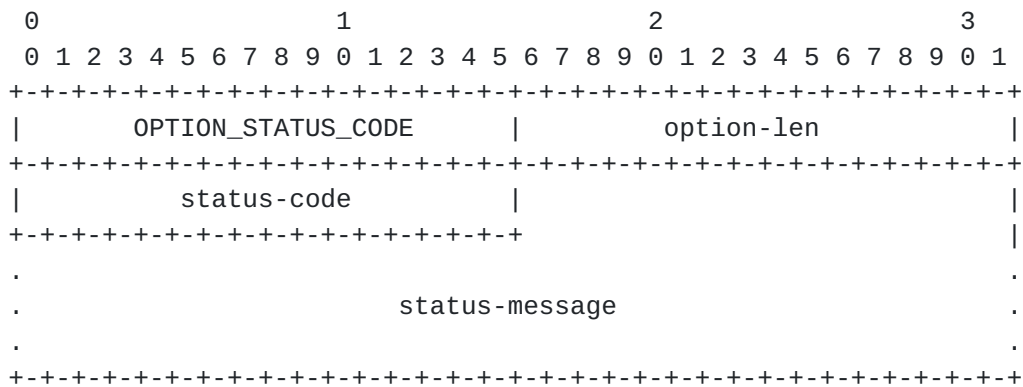 0                   1                   2                   3
 0 1 2 3 4 5 6 7 8 9 0 1 2 3 4 5 6 7 8 9 0 1 2 3 4 5 6 7 8 9 0 1
+-+-+-+-+-+-+-+-+-+-+-+-+-+-+-+-+-+-+-+-+-+-+-+-+-+-+-+-+-+-+-+-+
|       OPTION_STATUS_CODE      |         option-len            |
+-+-+-+-+-+-+-+-+-+-+-+-+-+-+-+-+-+-+-+-+-+-+-+-+-+-+-+-+-+-+-+-+
|          status-code          |                               |
+-+-+-+-+-+-+-+-+-+-+-+-+-+-+-+-+                               |
.                                                               .
.                        status-message                         .
.                                                               .
+-+-+-+-+-+-+-+-+-+-+-+-+-+-+-+-+-+-+-+-+-+-+-+-+-+-+-+-+-+-+-+-+